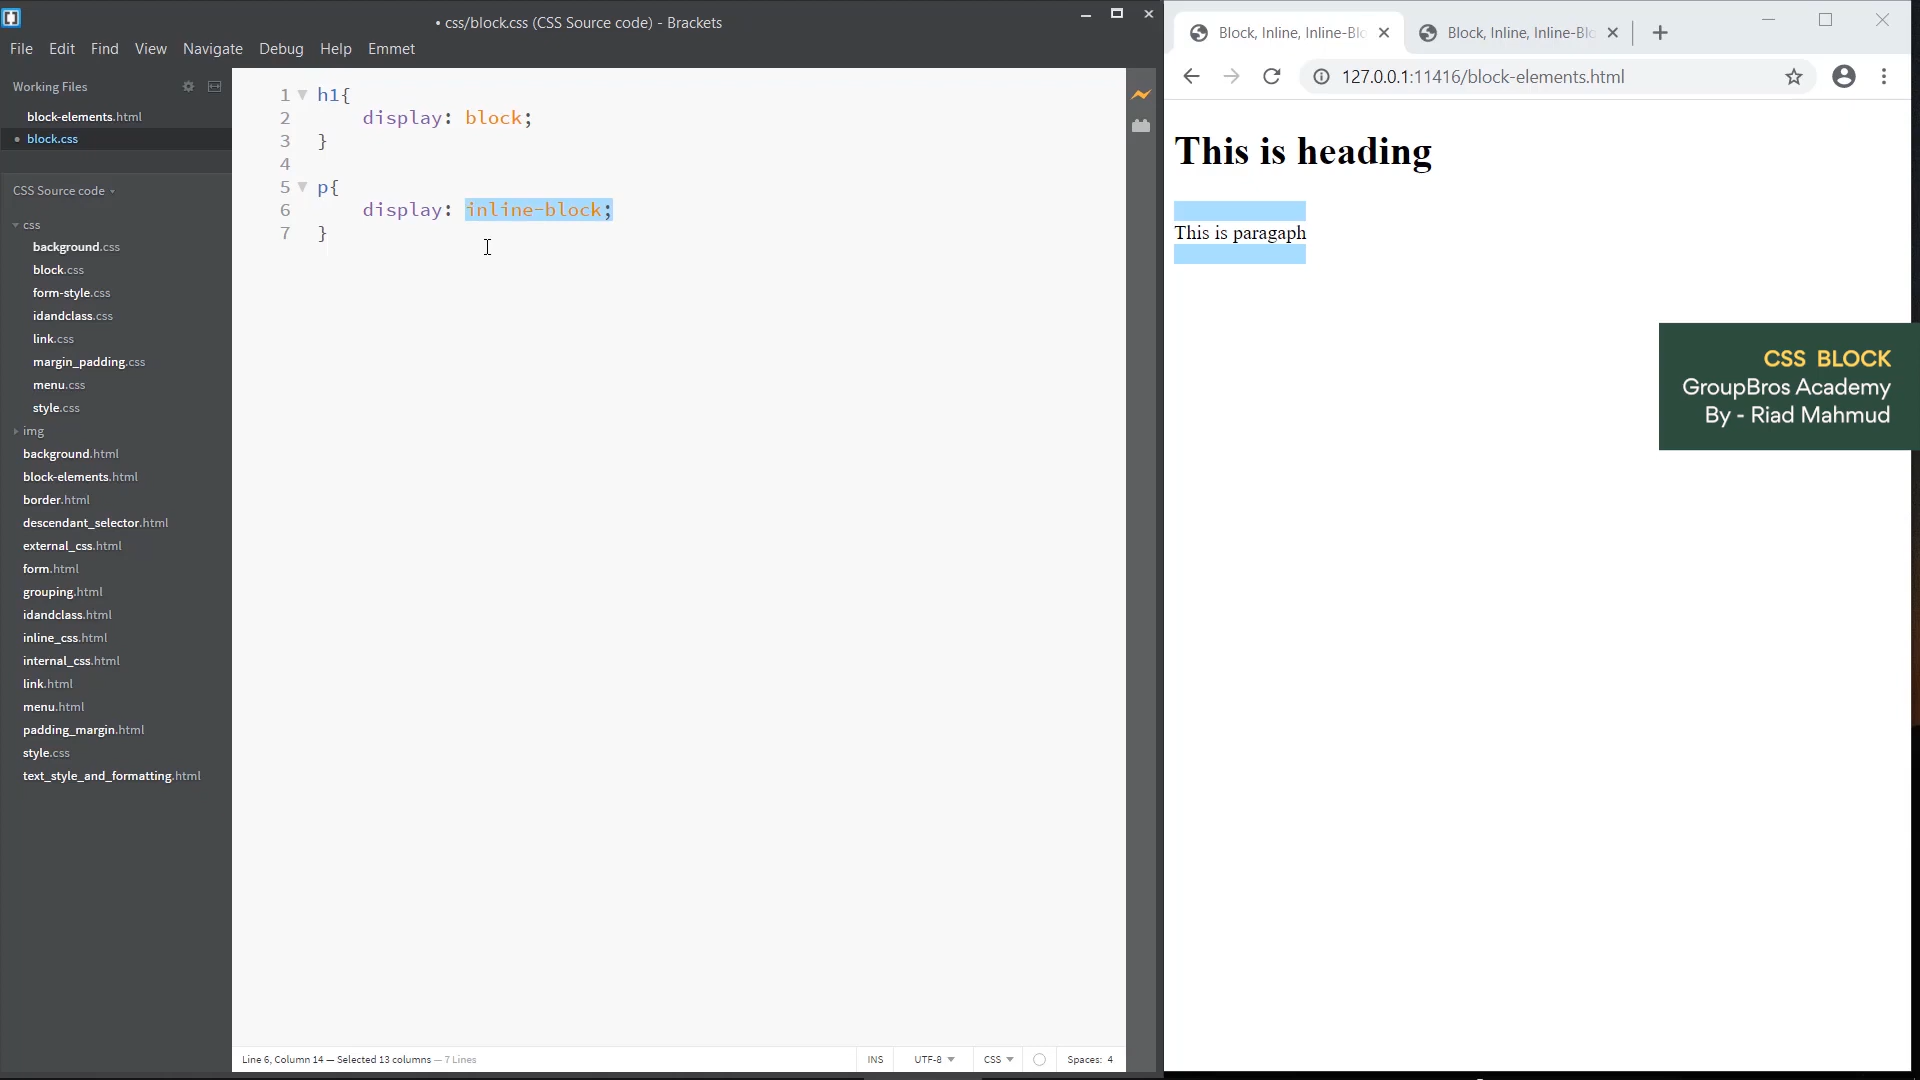 • css/block.css (CSS Source code) - Brackets
File Edit Find View Navigate Debug Help Emmet
Working Files
block-elements.html
• block.css
CSS Source code
css
background.css
block.css
form-style.css
idandclass.css
link.css
margin_padding.css
menu.css
style.css
img
background.html
block-elements.html
border.html
descendant_selector.html
external_css.html
form.html
grouping.html
idandclass.html
inline_css.html
internal_css.html
link.html
menu.html
padding_margin.html
style.css
text_style_and_formatting.html
1 h1{
2 display: block;
3 }
4
5 p{
6 display: inline-block;
7 }
Line 6, Column 14 — Selected 13 columns — 7 Lines
INS UTF-8 CSS Spaces: 4
Block, Inline, Inline-Blo
Block, Inline, Inline-Blo
127.0.0.1:11416/block-elements.html
This is heading
This is paragaph
CSS BLOCK
GroupBros Academy
By - Riad Mahmud